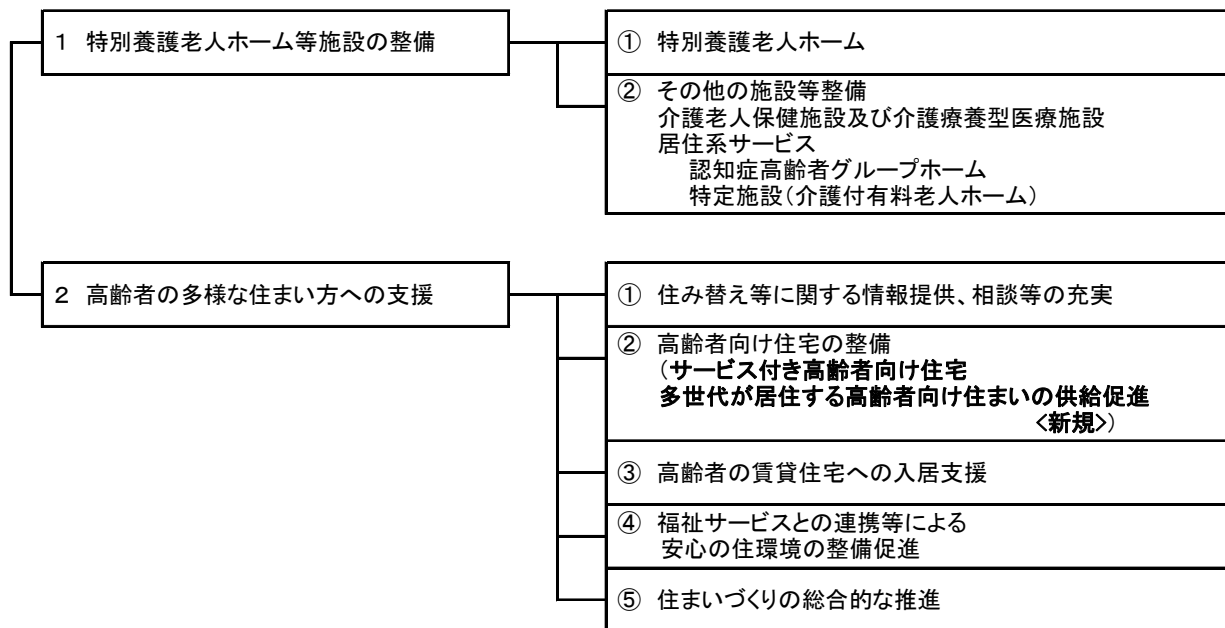 1 特別養護老人ホーム等施設の整備
① 特別養護老人ホーム
② その他の施設等整備
介護老人保健施設及び介護療養型医療施設
居住系サービス
認知症高齢者グループホーム
特定施設(介護付有料老人ホーム)
2 高齢者の多様な住まい方への支援
① 住み替え等に関する情報提供、相談等の充実
② 高齢者向け住宅の整備
(サービス付き高齢者向け住宅
多世代が居住する高齢者向け住まいの供給促進
<新規>)
③ 高齢者の賃貸住宅への入居支援
④ 福祉サービスとの連携等による
安心の住環境の整備促進
⑤ 住まいづくりの総合的な推進